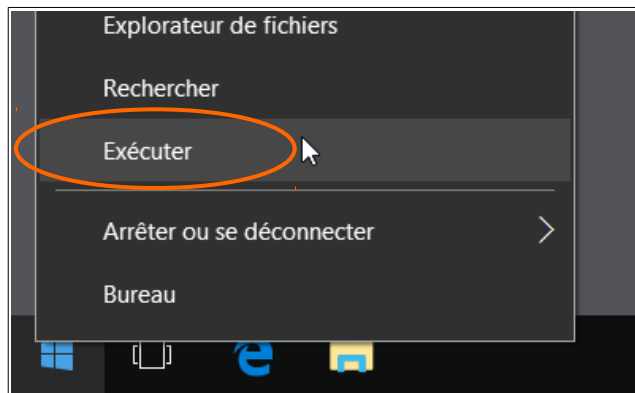 Explorateur de fichiers
Rechercher
Exécuter
Arrêter ou se déconnecter
Bureau